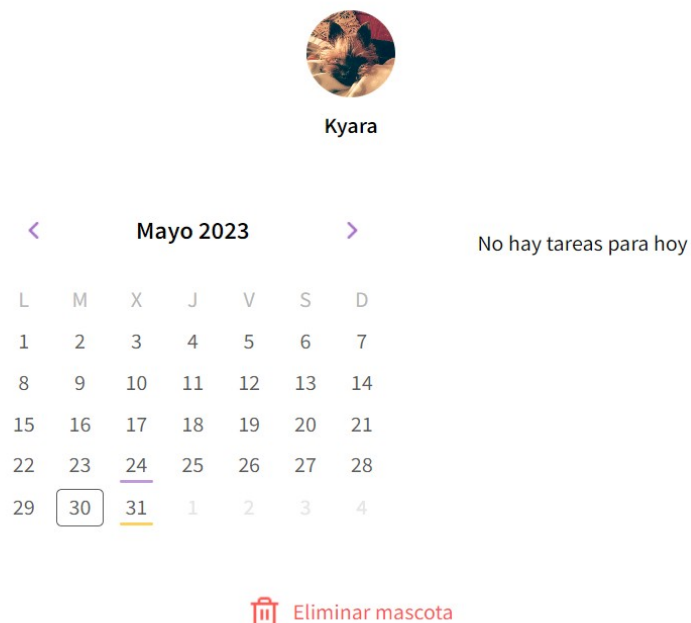 Kyara
Mayo 2023
No hay tareas para hoy
L M X J V S D
1 2 3 4 5 6 7
8 9 10 11 12 13 14
15 16 17 18 19 20 21
22 23 24 25 26 27 28
29 30 31 1 2 3 4
Eliminar mascota